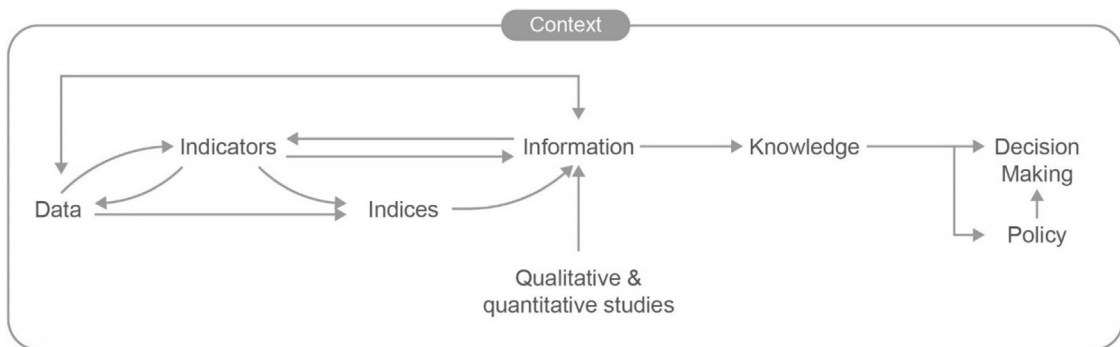 Context
Indicators
Information
Knowledge
Decision
Making
Data
Indices
Policy
Qualitative &
quantitative studies